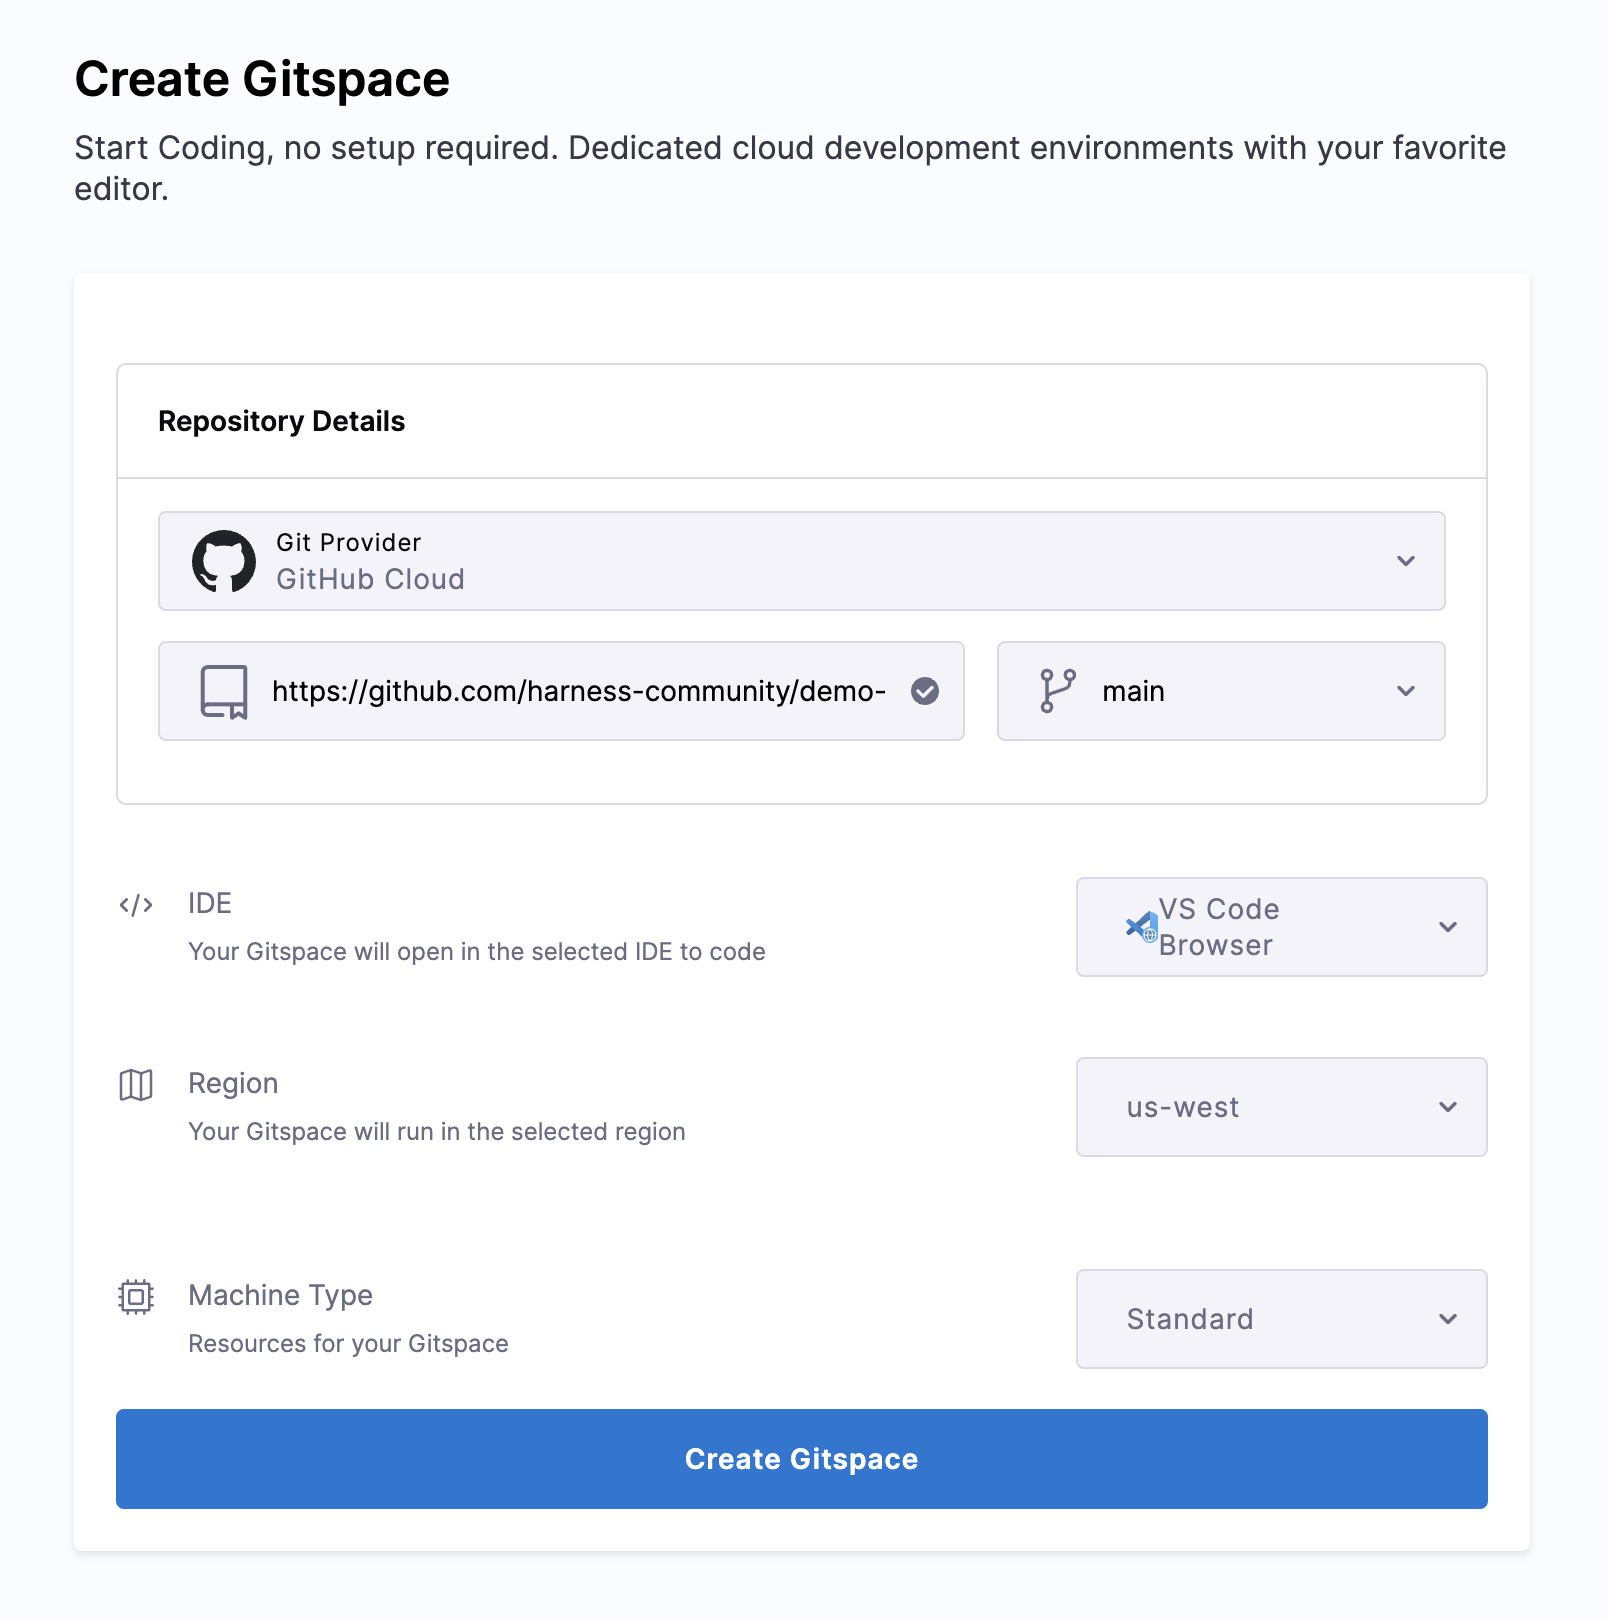 Create Gitspace
Start Coding, no setup required. Dedicated cloud development environments with your favorite
editor.
Repository Details
Git Provider
GitHub Cloud
https://github.com/harness-community/demo-
main
IDE
Your Gitspace will open in the selected IDE to code
VS Code
Browser
Region
Your Gitspace will run in the selected region
us-west
Machine Type
Resources for your Gitspace
Standard
Create Gitspace